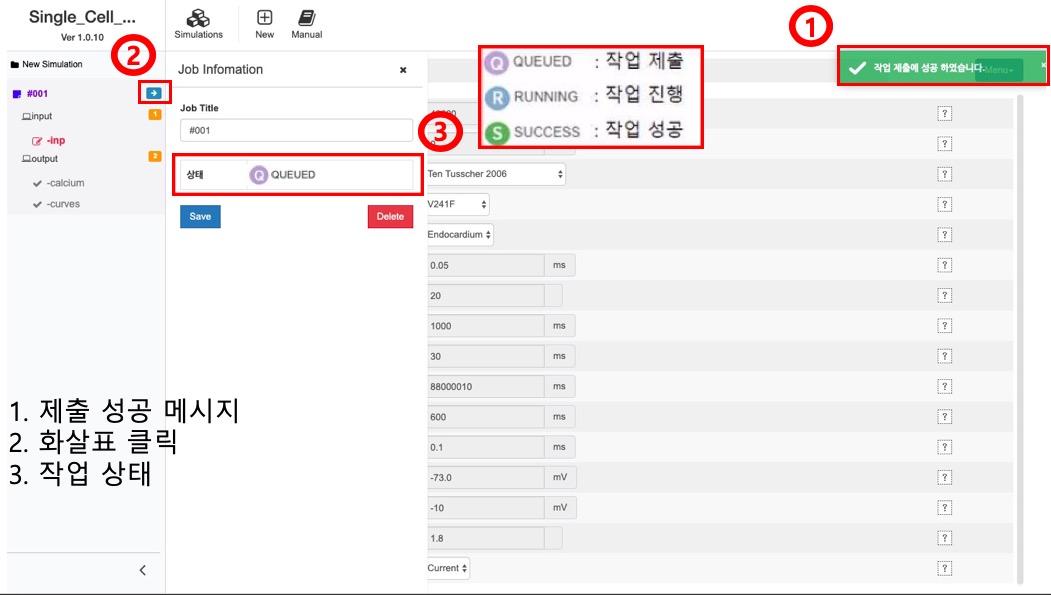 Single_Cell_...
Ver 1.0.10
Simulations
New
Manual
1
작업 제출에 성공 하였습니다.
Menu
×
2
New Simulation
#001
input
1
-inp
output
2
-calcium
-curves
Job Infomation
×
Job Title
#001
3
상태
Q QUEUED
Save
Delete
Q QUEUED : 작업 제출
R RUNNING : 작업 진행
S SUCCESS : 작업 성공
?
?
Ten Tusscher 2006 ?
V241F ?
Endocardium ?
0.05 ms ?
20 ?
1000 ms ?
30 ms ?
88000010 ms ?
600 ms ?
0.1 ms ?
-73.0 mV ?
-10 mV ?
1.8 ?
Current ?
1. 제출 성공 메시지
2. 화살표 클릭
3. 작업 상태